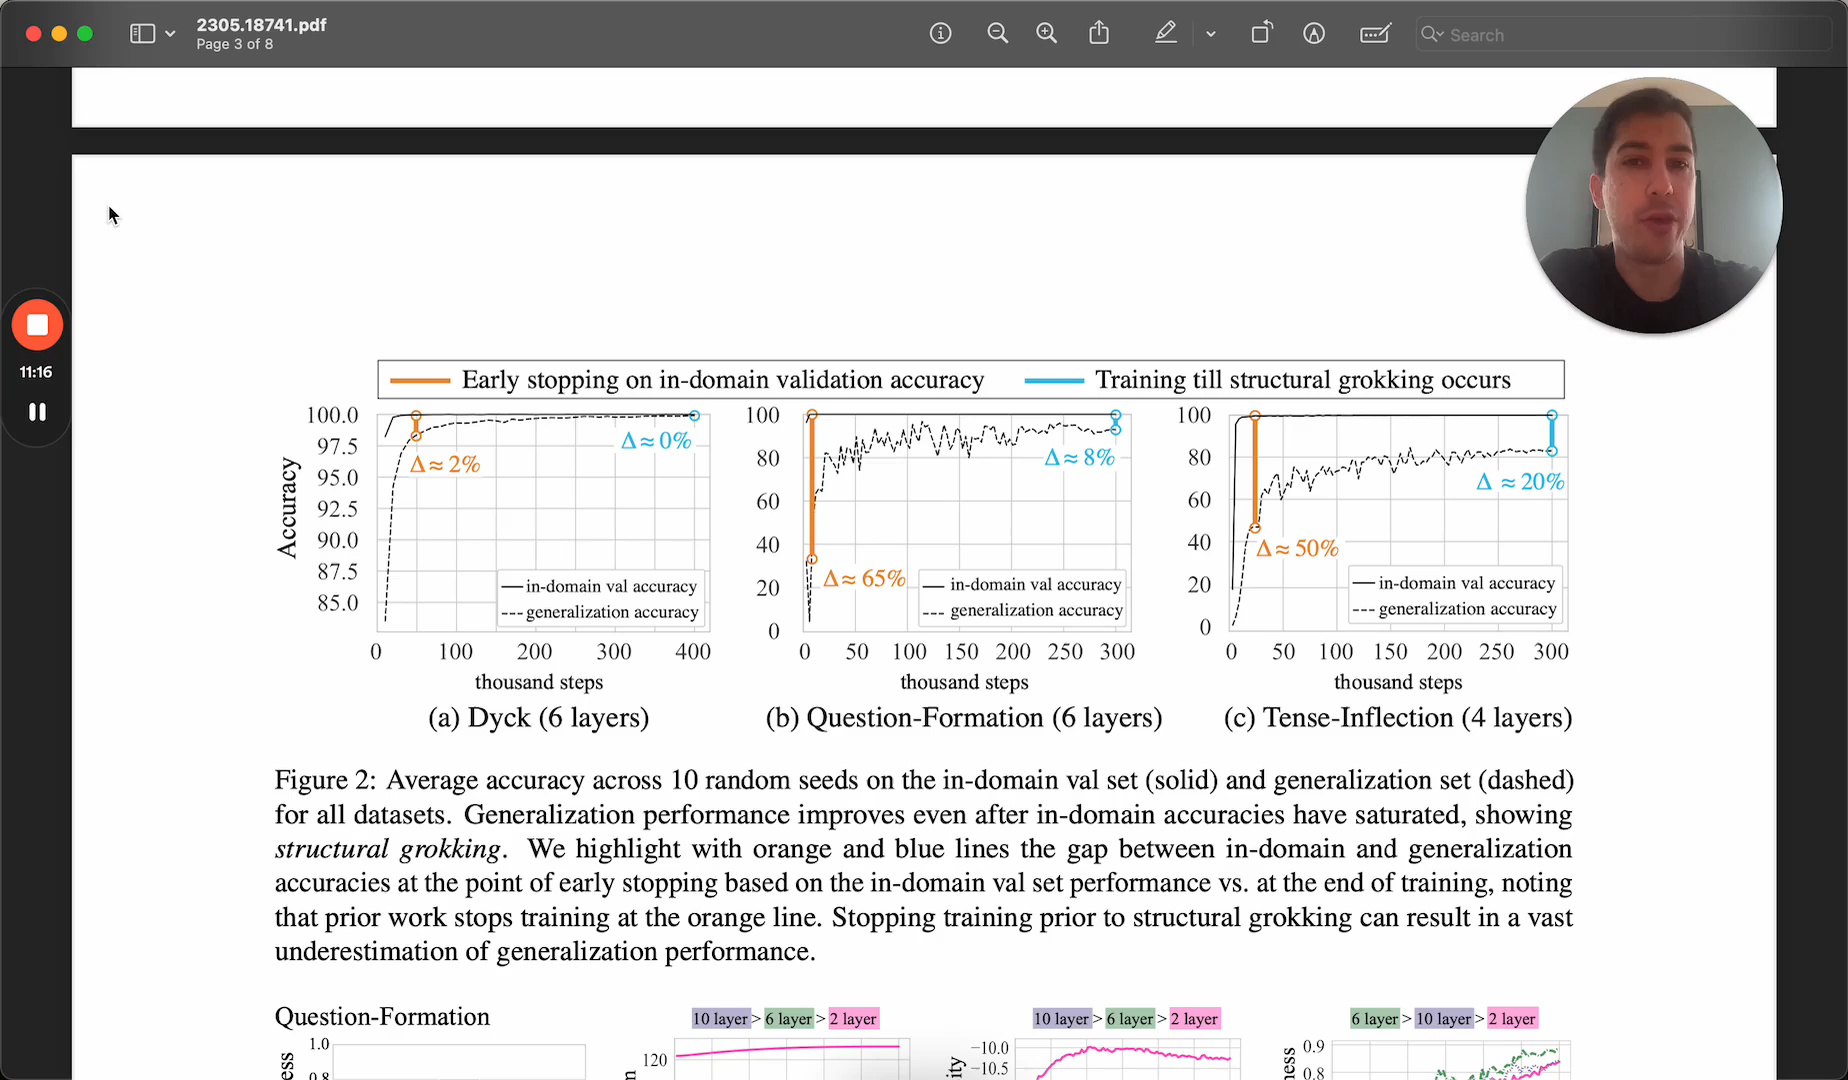 2305.18741.pdf
Page 3 of 8
Search
11:16
Early stopping on in-domain validation accuracy
Training till structural grokking occurs
Accuracy
100.0
97.5
95.0
92.5
90.0
87.5
85.0
Δ ≈ 2%
Δ ≈ 0%
in-domain val accuracy
generalization accuracy
0 100 200 300 400
thousand steps
(a) Dyck (6 layers)
100
80
60
40
20
0
Δ ≈ 65%
Δ ≈ 8%
in-domain val accuracy
generalization accuracy
0 50 100 150 200 250 300
thousand steps
(b) Question-Formation (6 layers)
100
80
60
40
20
0
Δ ≈ 50%
Δ ≈ 20%
in-domain val accuracy
generalization accuracy
0 50 100 150 200 250 300
thousand steps
(c) Tense-Inflection (4 layers)
Figure 2: Average accuracy across 10 random seeds on the in-domain val set (solid) and generalization set (dashed)
for all datasets. Generalization performance improves even after in-domain accuracies have saturated, showing
structural grokking. We highlight with orange and blue lines the gap between in-domain and generalization
accuracies at the point of early stopping based on the in-domain val set performance vs. at the end of training, noting
that prior work stops training at the orange line. Stopping training prior to structural grokking can result in a vast
underestimation of generalization performance.
Question-Formation
1.0
0.8
10 layer > 6 layer > 2 layer
120
10 layer > 6 layer > 2 layer
−10.0
−10.5
6 layer > 10 layer > 2 layer
0.9
0.8